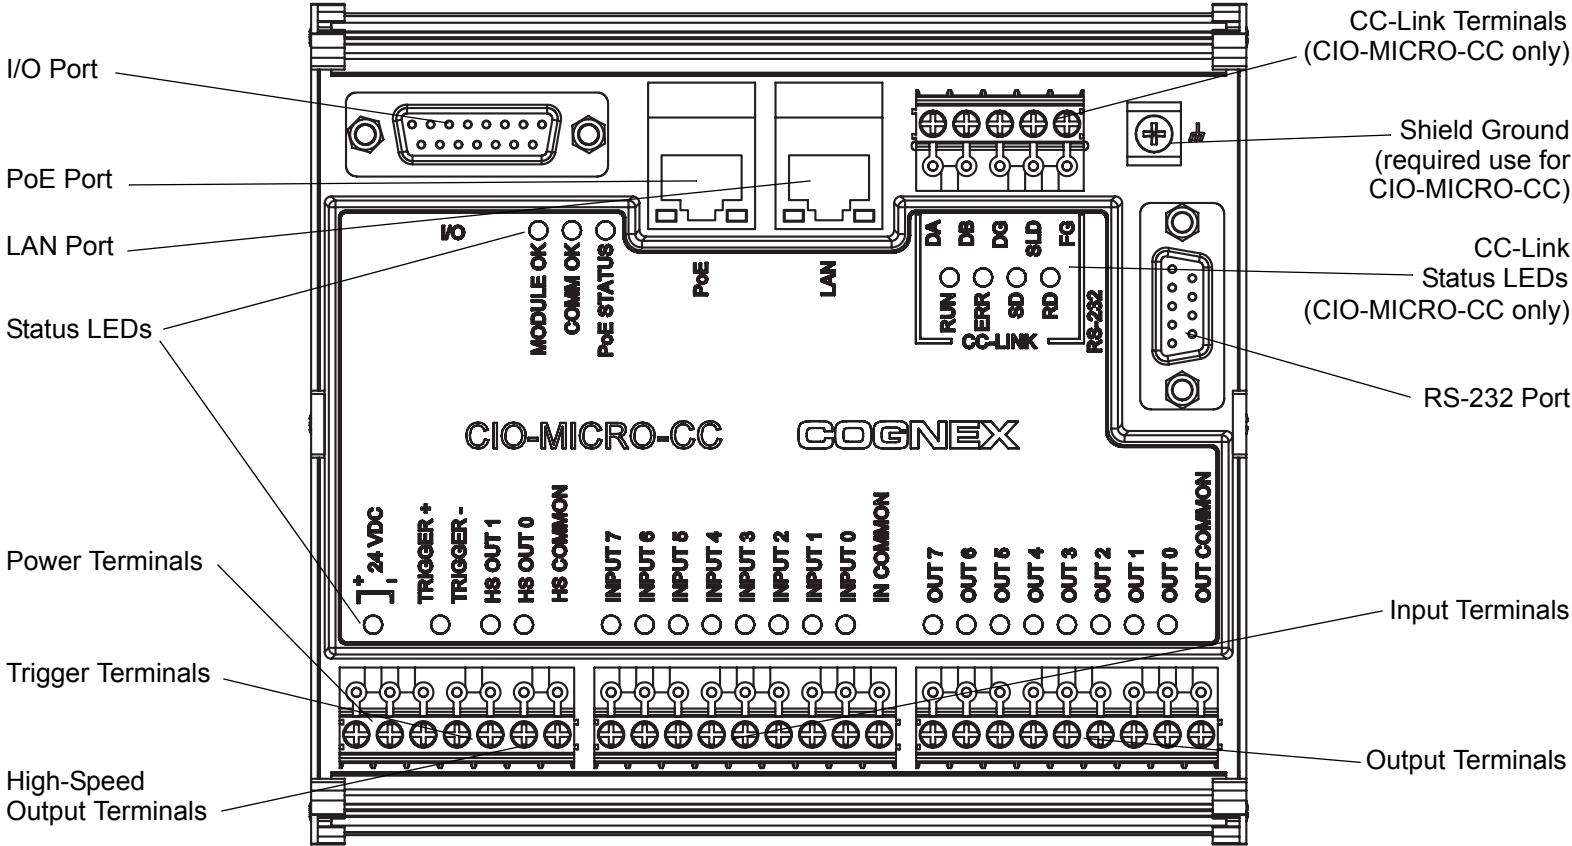 I/O Port
PoE Port
LAN Port
Status LEDs
Power Terminals
Trigger Terminals
High-Speed
Output Terminals
CC-Link Terminals
(CIO-MICRO-CC only)
Shield Ground
(required use for
CIO-MICRO-CC)
CC-Link
Status LEDs
(CIO-MICRO-CC only)
RS-232 Port
Input Terminals
Output Terminals
I/O
MODULE OK
COMM OK
PoE STATUS
PoE
LAN
DA
DB
DG
SLD
FG
RUN
ERR
SD
RD
CC-LINK
RS-232
CIO-MICRO-CC
COGNEX
+
-
24 VDC
TRIGGER +
TRIGGER -
HS OUT 1
HS OUT 0
HS COMMON
INPUT 7
INPUT 6
INPUT 5
INPUT 4
INPUT 3
INPUT 2
INPUT 1
INPUT 0
IN COMMON
OUT 7
OUT 6
OUT 5
OUT 4
OUT 3
OUT 2
OUT 1
OUT 0
OUT COMMON